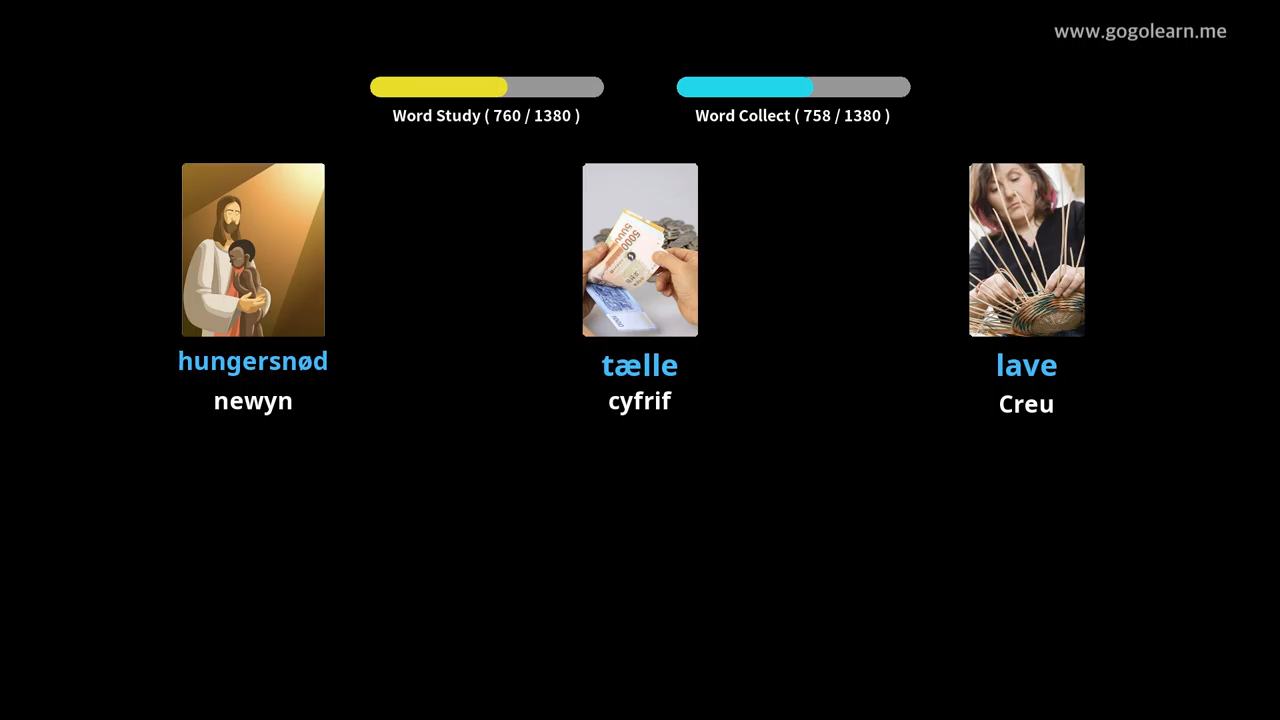 www.gogolearn.me
Word Study ( 760 / 1380 )
Word Collect ( 758 / 1380 )
hungersnød
tælle
lave
newyn
cyfrif
Creu